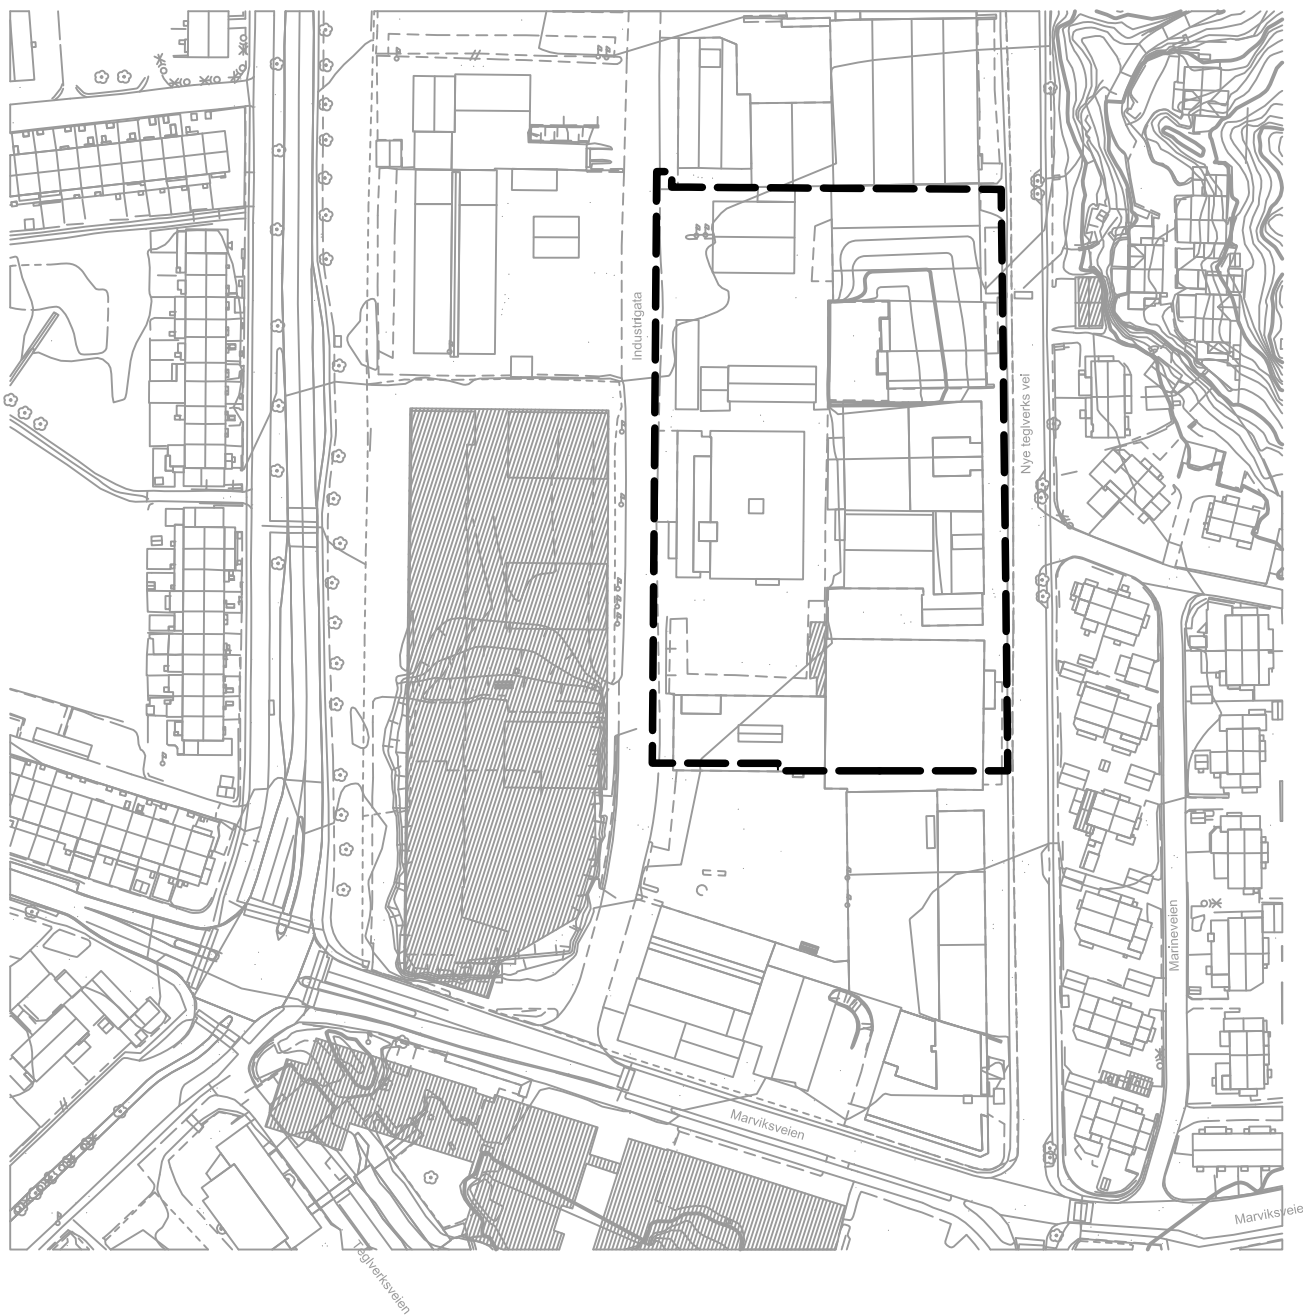 Industrigata
Nye teglverks vei
Marineveien
Marviksveien
Marviksveie
Teglverksveien